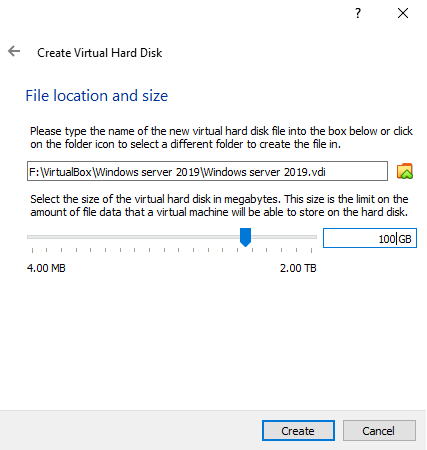 ?
Create Virtual Hard Disk
File location and size
Please type the name of the new virtual hard disk file into the box below or click
on the folder icon to select a different folder to create the file in.
F:\VirtualBox\Windows server 2019\Windows server 2019.vdi
Select the size of the virtual hard disk in megabytes. This size is the limit on the
amount of file data that a virtual machine will be able to store on the hard disk.
100 GB
4.00 MB 2.00 TB
Create Cancel